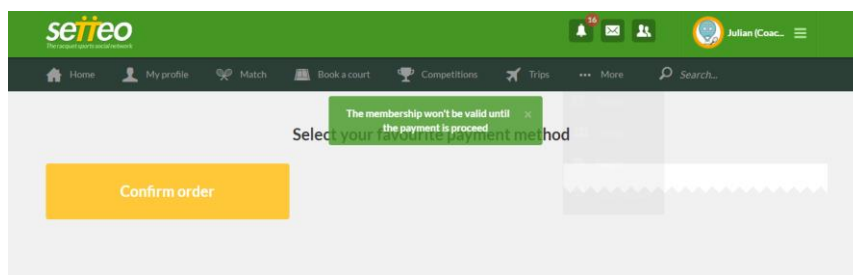 setteo
The racquet sports social network
16
Julian (Coac...
Home
My profile
Match
Book a court
Competitions
Trips
More
Search...
The membership won't be valid until
the payment is proceed
Select your favourite payment method
Confirm order